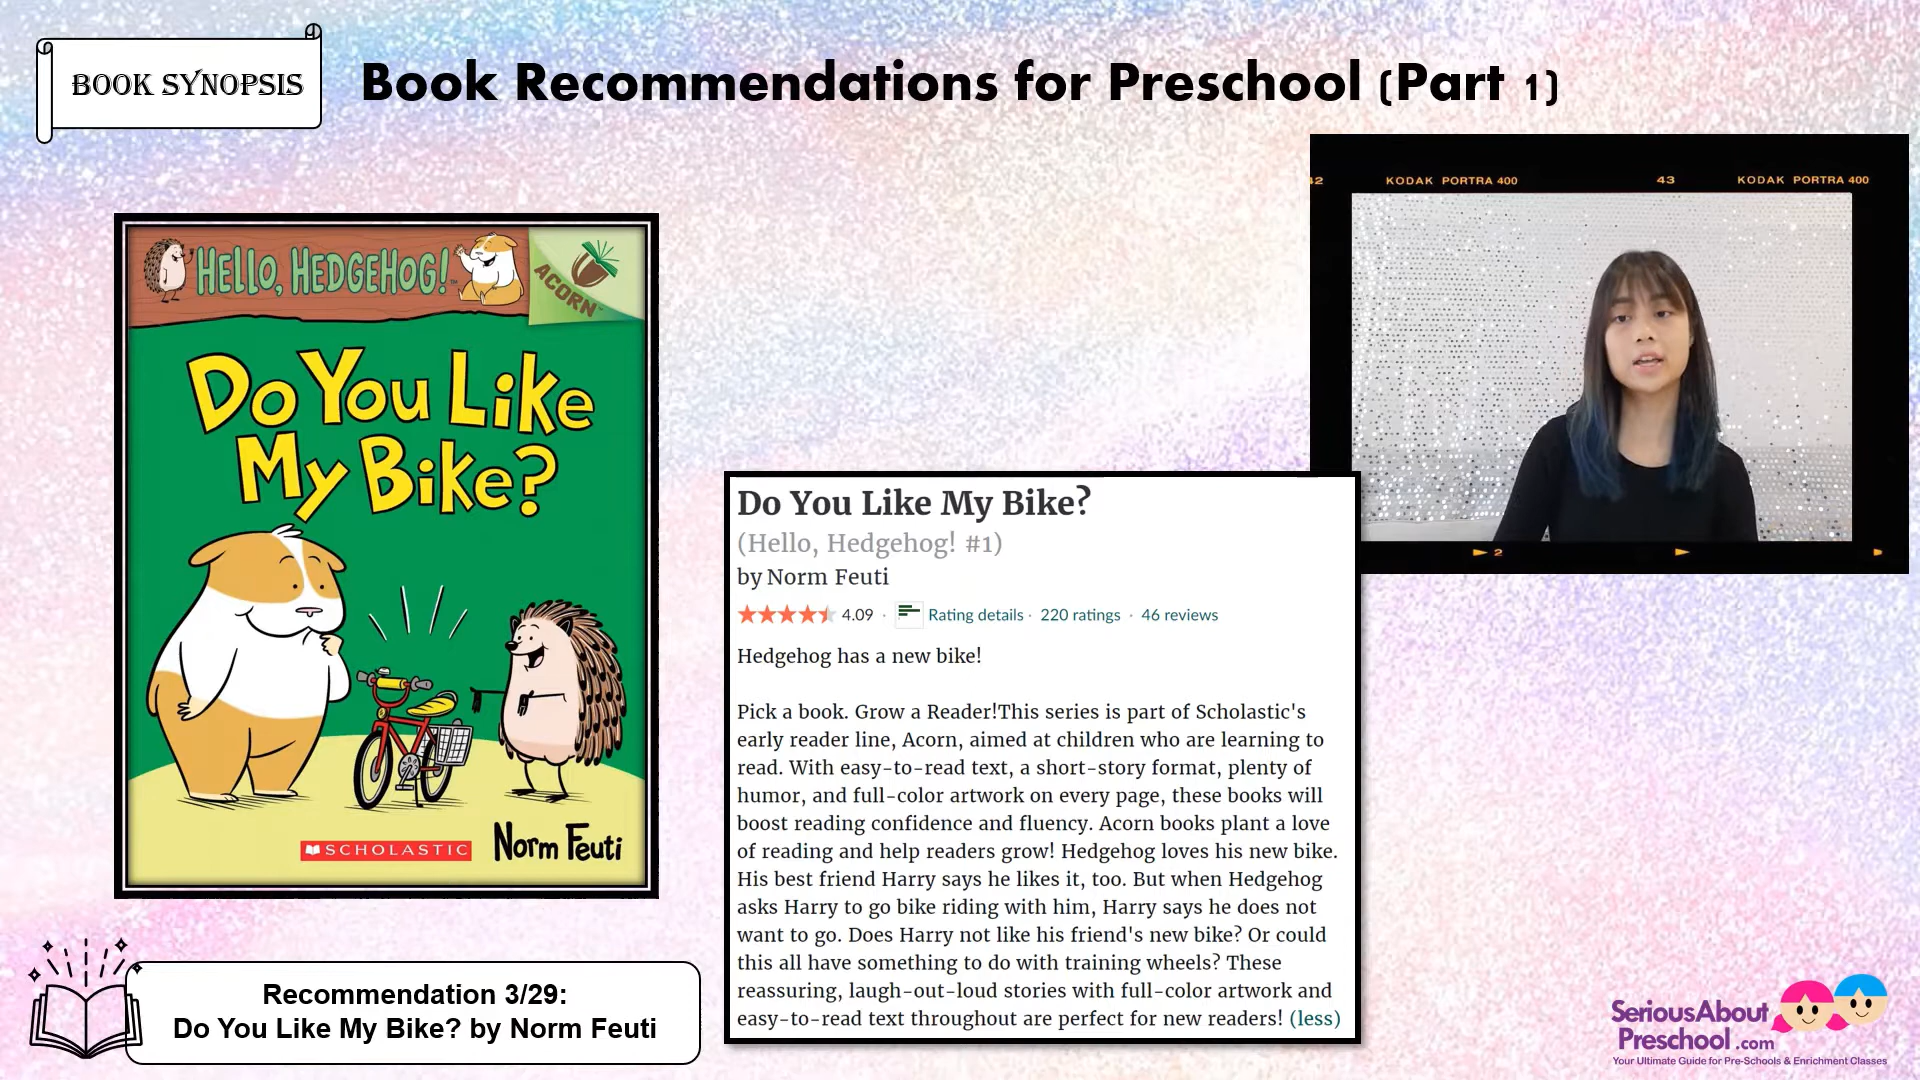 BOOK SYNOPSIS
Book Recommendations for Preschool (Part 1)
42 KODAK PORTRA 400 43 KODAK PORTRA 400
2
HELLO, HEDGEHOG!™
ACORN™
Do You Like
My Bike?
SCHOLASTIC
Norm Feuti
Do You Like My Bike?
(Hello, Hedgehog! #1)
by Norm Feuti
4.09 · Rating details · 220 ratings · 46 reviews
Hedgehog has a new bike!
Pick a book. Grow a Reader!This series is part of Scholastic's
early reader line, Acorn, aimed at children who are learning to
read. With easy-to-read text, a short-story format, plenty of
humor, and full-color artwork on every page, these books will
boost reading confidence and fluency. Acorn books plant a love
of reading and help readers grow! Hedgehog loves his new bike.
His best friend Harry says he likes it, too. But when Hedgehog
asks Harry to go bike riding with him, Harry says he does not
want to go. Does Harry not like his friend's new bike? Or could
this all have something to do with training wheels? These
reassuring, laugh-out-loud stories with full-color artwork and
easy-to-read text throughout are perfect for new readers! (less)
Recommendation 3/29:
Do You Like My Bike? by Norm Feuti
SeriousAbout
Preschool.com
Your Ultimate Guide for Pre-Schools & Enrichment Classes